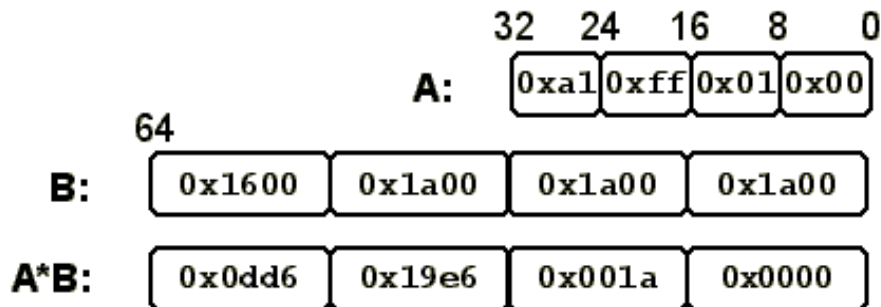 32 24 16 8 0
A: 0xa1 0xff 0x01 0x00
64
B: 0x1600 0x1a00 0x1a00 0x1a00
A*B: 0x0dd6 0x19e6 0x001a 0x0000